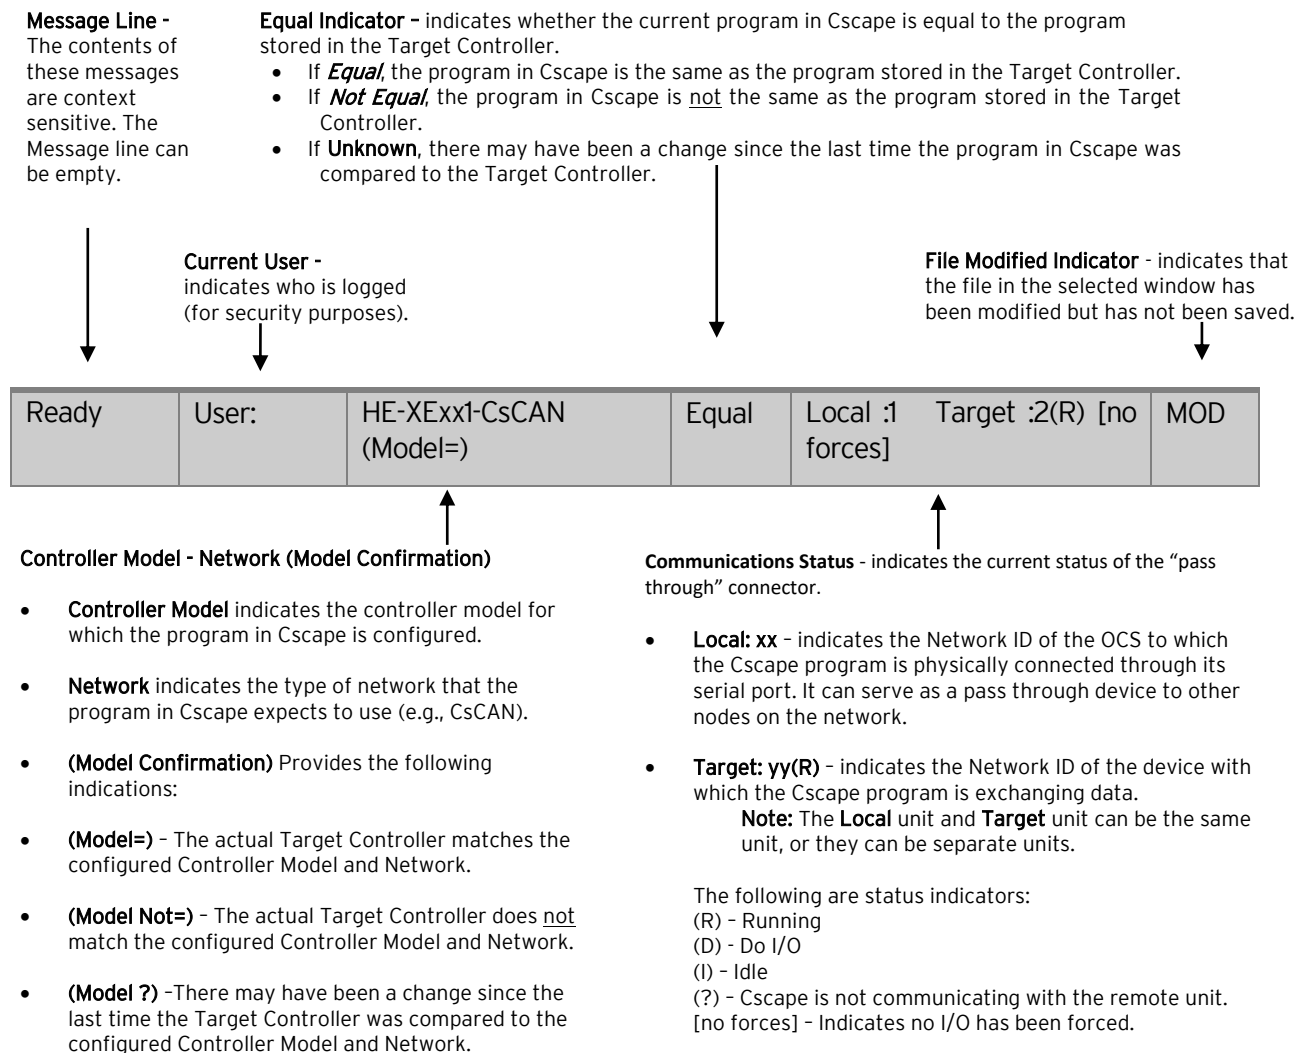 Message Line -
The contents of
these messages
are context
sensitive. The
Message line can
be empty.
Equal Indicator – indicates whether the current program in Cscape is equal to the program
stored in the Target Controller.
• If Equal, the program in Cscape is the same as the program stored in the Target Controller.
• If Not Equal, the program in Cscape is not the same as the program stored in the Target
Controller.
• If Unknown, there may have been a change since the last time the program in Cscape was
compared to the Target Controller.
Current User -
indicates who is logged
(for security purposes).
File Modified Indicator - indicates that
the file in the selected window has
been modified but has not been saved.
Ready
User:
HE-XExx1-CsCAN
(Model=)
Equal
Local :1 Target :2(R) [no
forces]
MOD
Controller Model - Network (Model Confirmation)
• Controller Model indicates the controller model for
which the program in Cscape is configured.
• Network indicates the type of network that the
program in Cscape expects to use (e.g., CsCAN).
• (Model Confirmation) Provides the following
indications:
• (Model=) – The actual Target Controller matches the
configured Controller Model and Network.
• (Model Not=) – The actual Target Controller does not
match the configured Controller Model and Network.
• (Model ?) –There may have been a change since the
last time the Target Controller was compared to the
configured Controller Model and Network.
Communications Status - indicates the current status of the “pass
through” connector.
• Local: xx – indicates the Network ID of the OCS to which
the Cscape program is physically connected through its
serial port. It can serve as a pass through device to other
nodes on the network.
• Target: yy(R) – indicates the Network ID of the device with
which the Cscape program is exchanging data.
Note: The Local unit and Target unit can be the same
unit, or they can be separate units.
The following are status indicators:
(R) – Running
(D) - Do I/O
(I) – Idle
(?) – Cscape is not communicating with the remote unit.
[no forces] – Indicates no I/O has been forced.